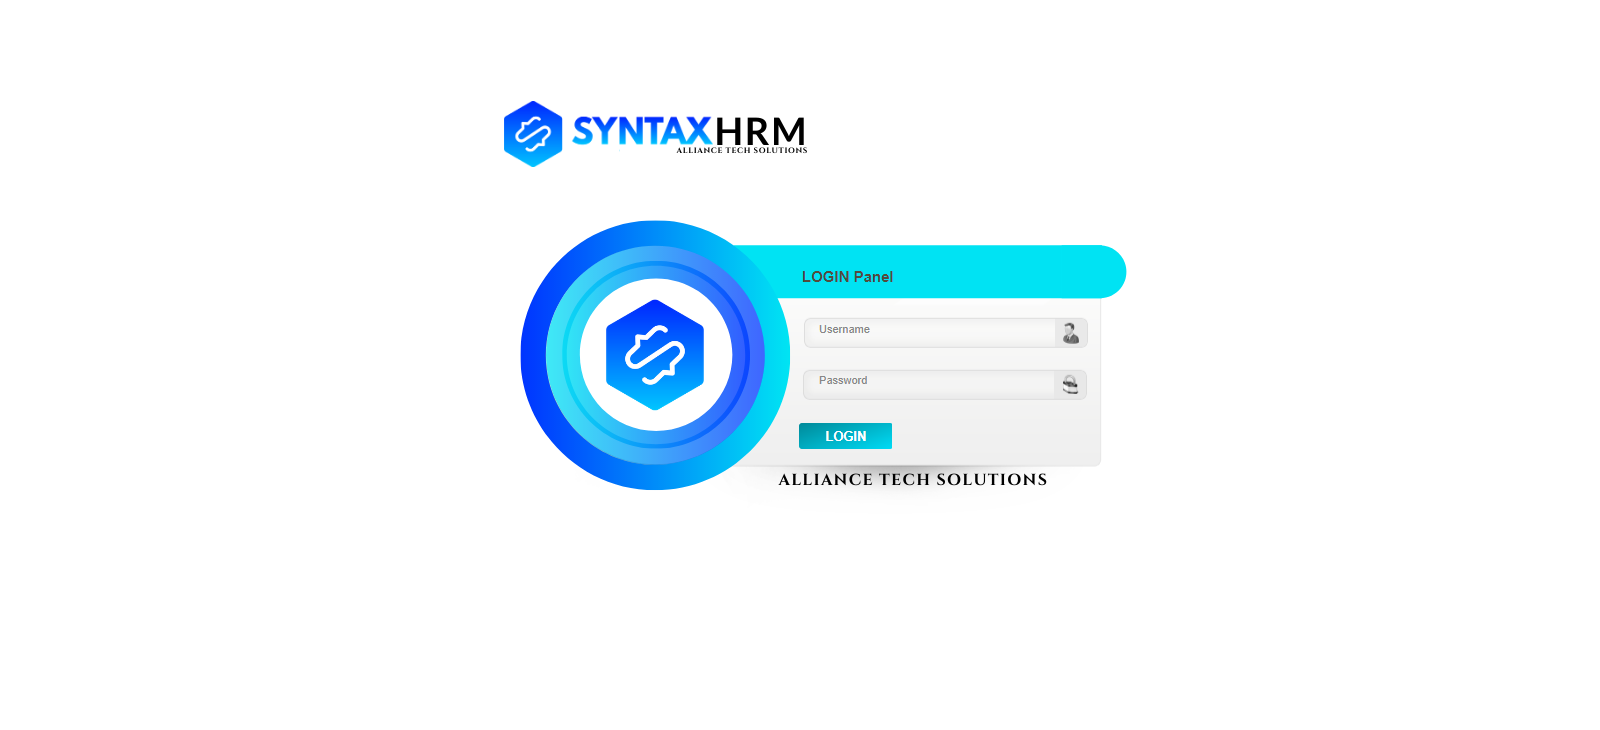 SYNTAXHRM
ALLIANCE TECH SOLUTIONS
LOGIN Panel
Username
Password
LOGIN
ALLIANCE TECH SOLUTIONS